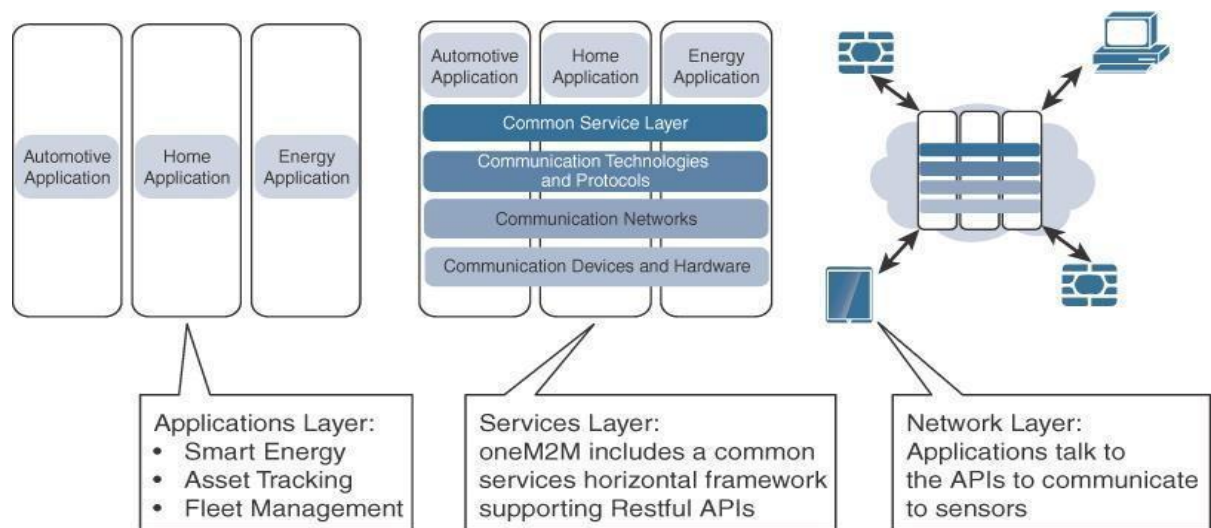 Automotive
Application
Home
Application
Energy
Application
Automotive
Application
Home
Application
Energy
Application
Common Service Layer
Communication Technologies
and Protocols
Communication Networks
Communication Devices and Hardware
Applications Layer:
• Smart Energy
• Asset Tracking
• Fleet Management
Services Layer:
oneM2M includes a common
services horizontal framework
supporting Restful APIs
Network Layer:
Applications talk to
the APIs to communicate
to sensors